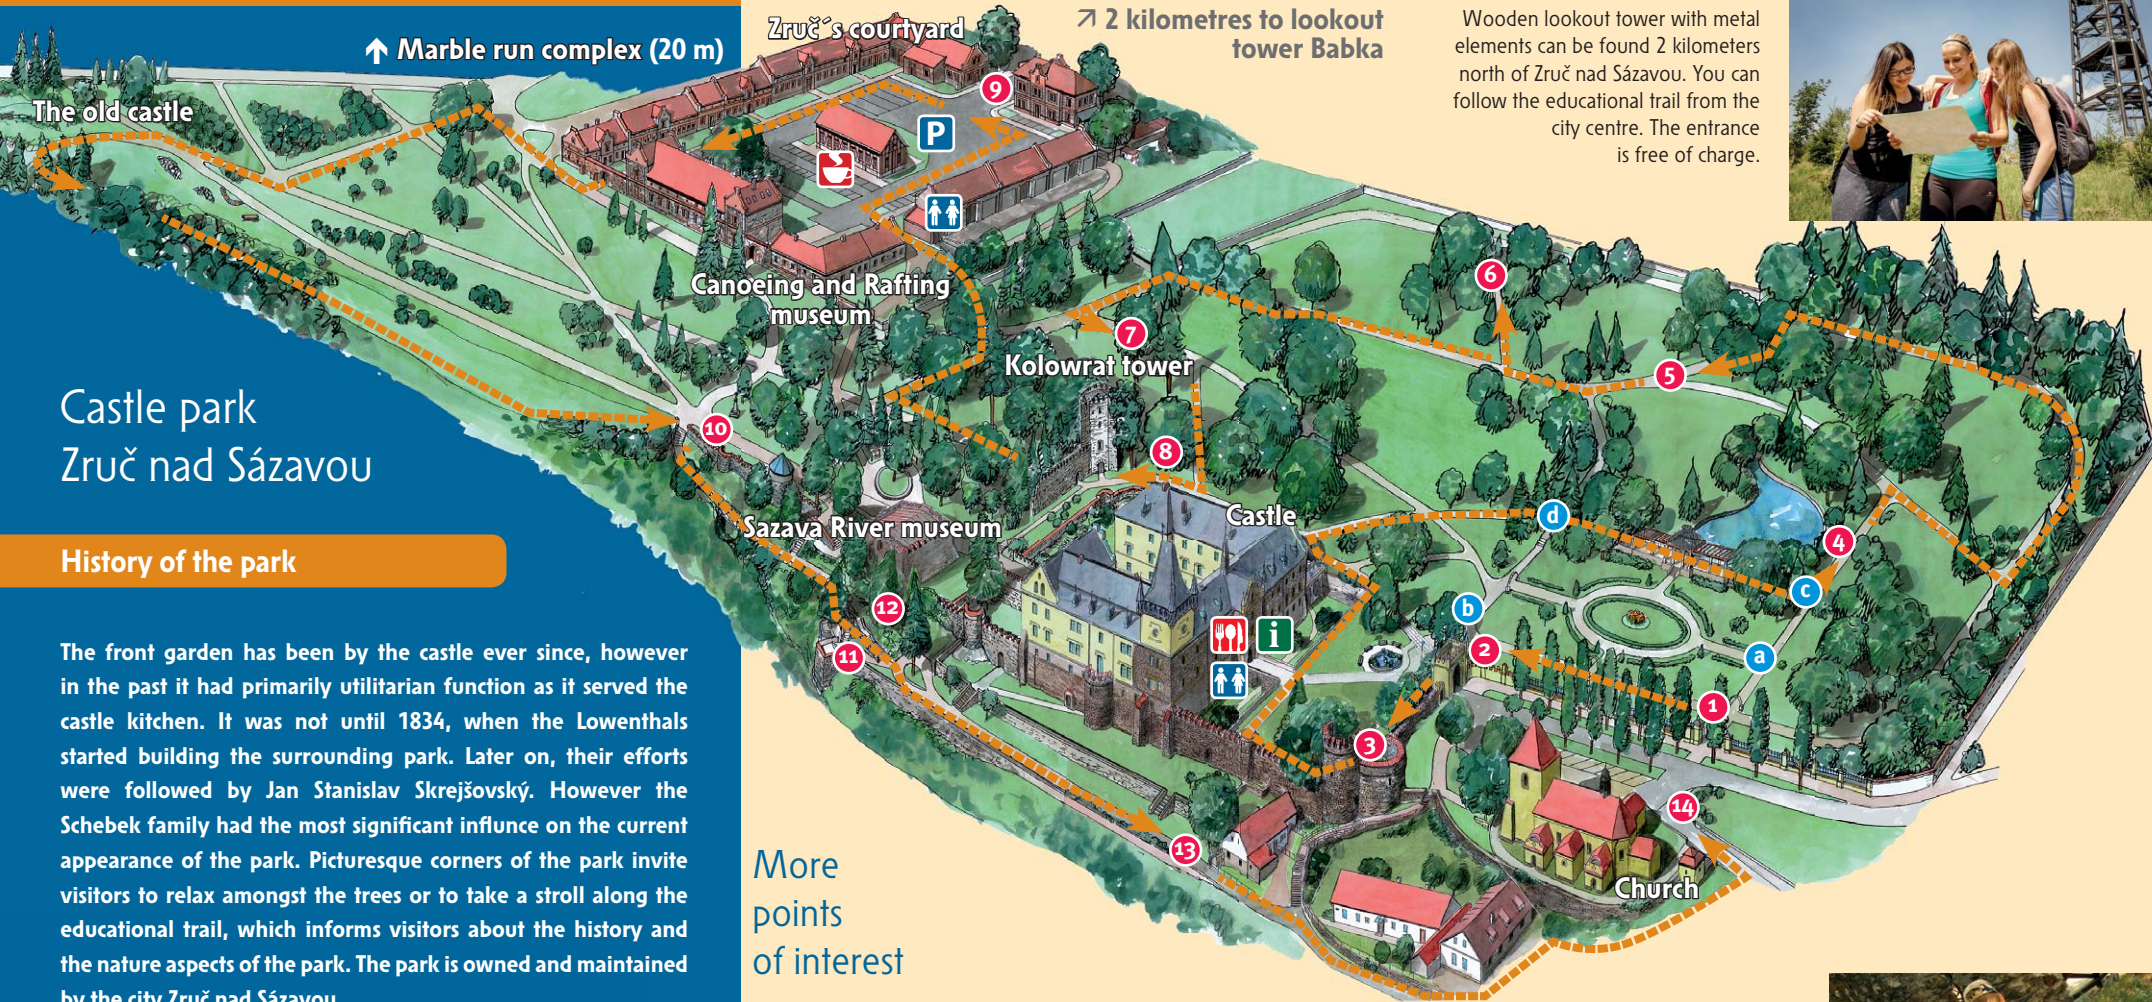 ↑ Marble run complex (20 m)
Zruč´s courtyard
↗ 2 kilometres to lookout
tower Babka
Wooden lookout tower with metal
elements can be found 2 kilometers
north of Zruč nad Sázavou. You can
follow the educational trail from the
city centre. The entrance
is free of charge.
The old castle
9
P
6
Canoeing and Rafting
museum
7
Kolowrat tower
5
Castle park
Zruč nad Sázavou
10
8
Castle
d
Sazava River museum
4
History of the park
c
12
b
i
11
2
a
1
3
The front garden has been by the castle ever since, however
in the past it had primarily utilitarian function as it served the
castle kitchen. It was not until 1834, when the Lowenthals
started building the surrounding park. Later on, their efforts
were followed by Jan Stanislav Skrejšovský. However the
Schebek family had the most significant influnce on the current
appearance of the park. Picturesque corners of the park invite
visitors to relax amongst the trees or to take a stroll along the
educational trail, which informs visitors about the history and
the nature aspects of the park. The park is owned and maintained
by the city Zruč nad Sázavou.
14
13
Church
More
points
of interest